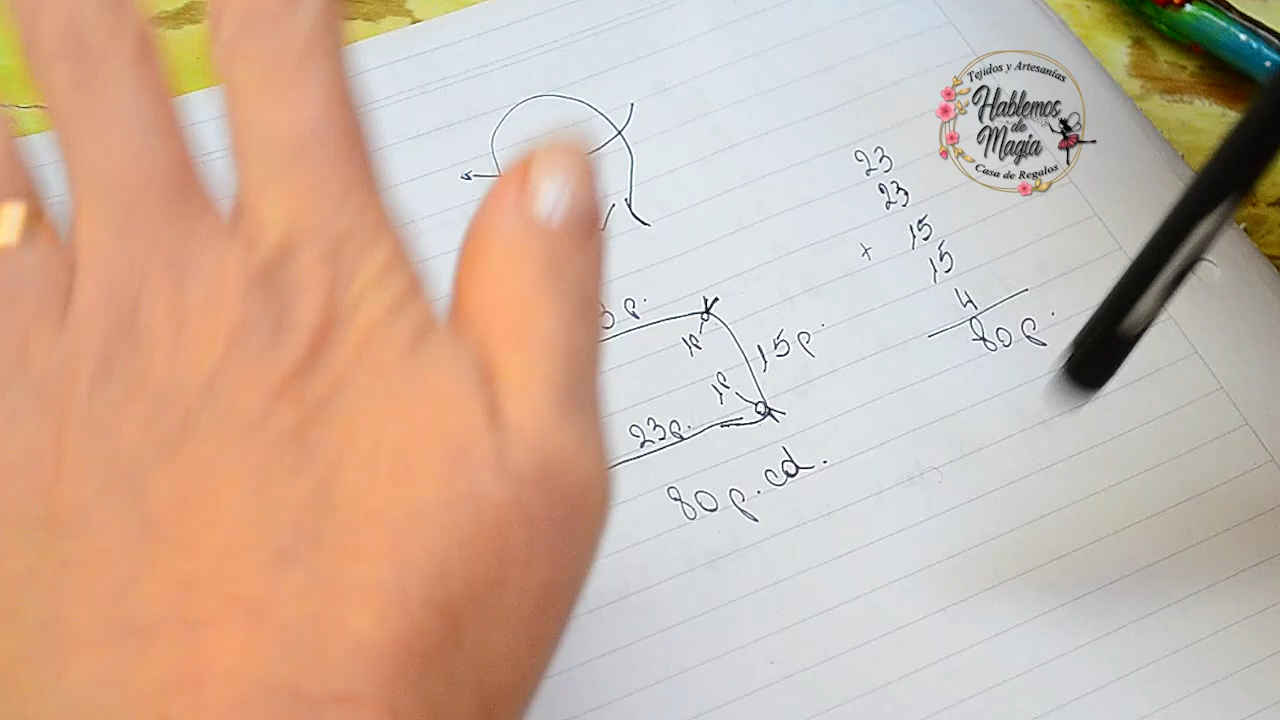 Tejidos y Artesanías
Hablemos
de
Magia
Casa de Regalos
23
23
+ 15
15
4
80 p.
3 p.
1p
15 p.
1p
23p.
80 p. cd.